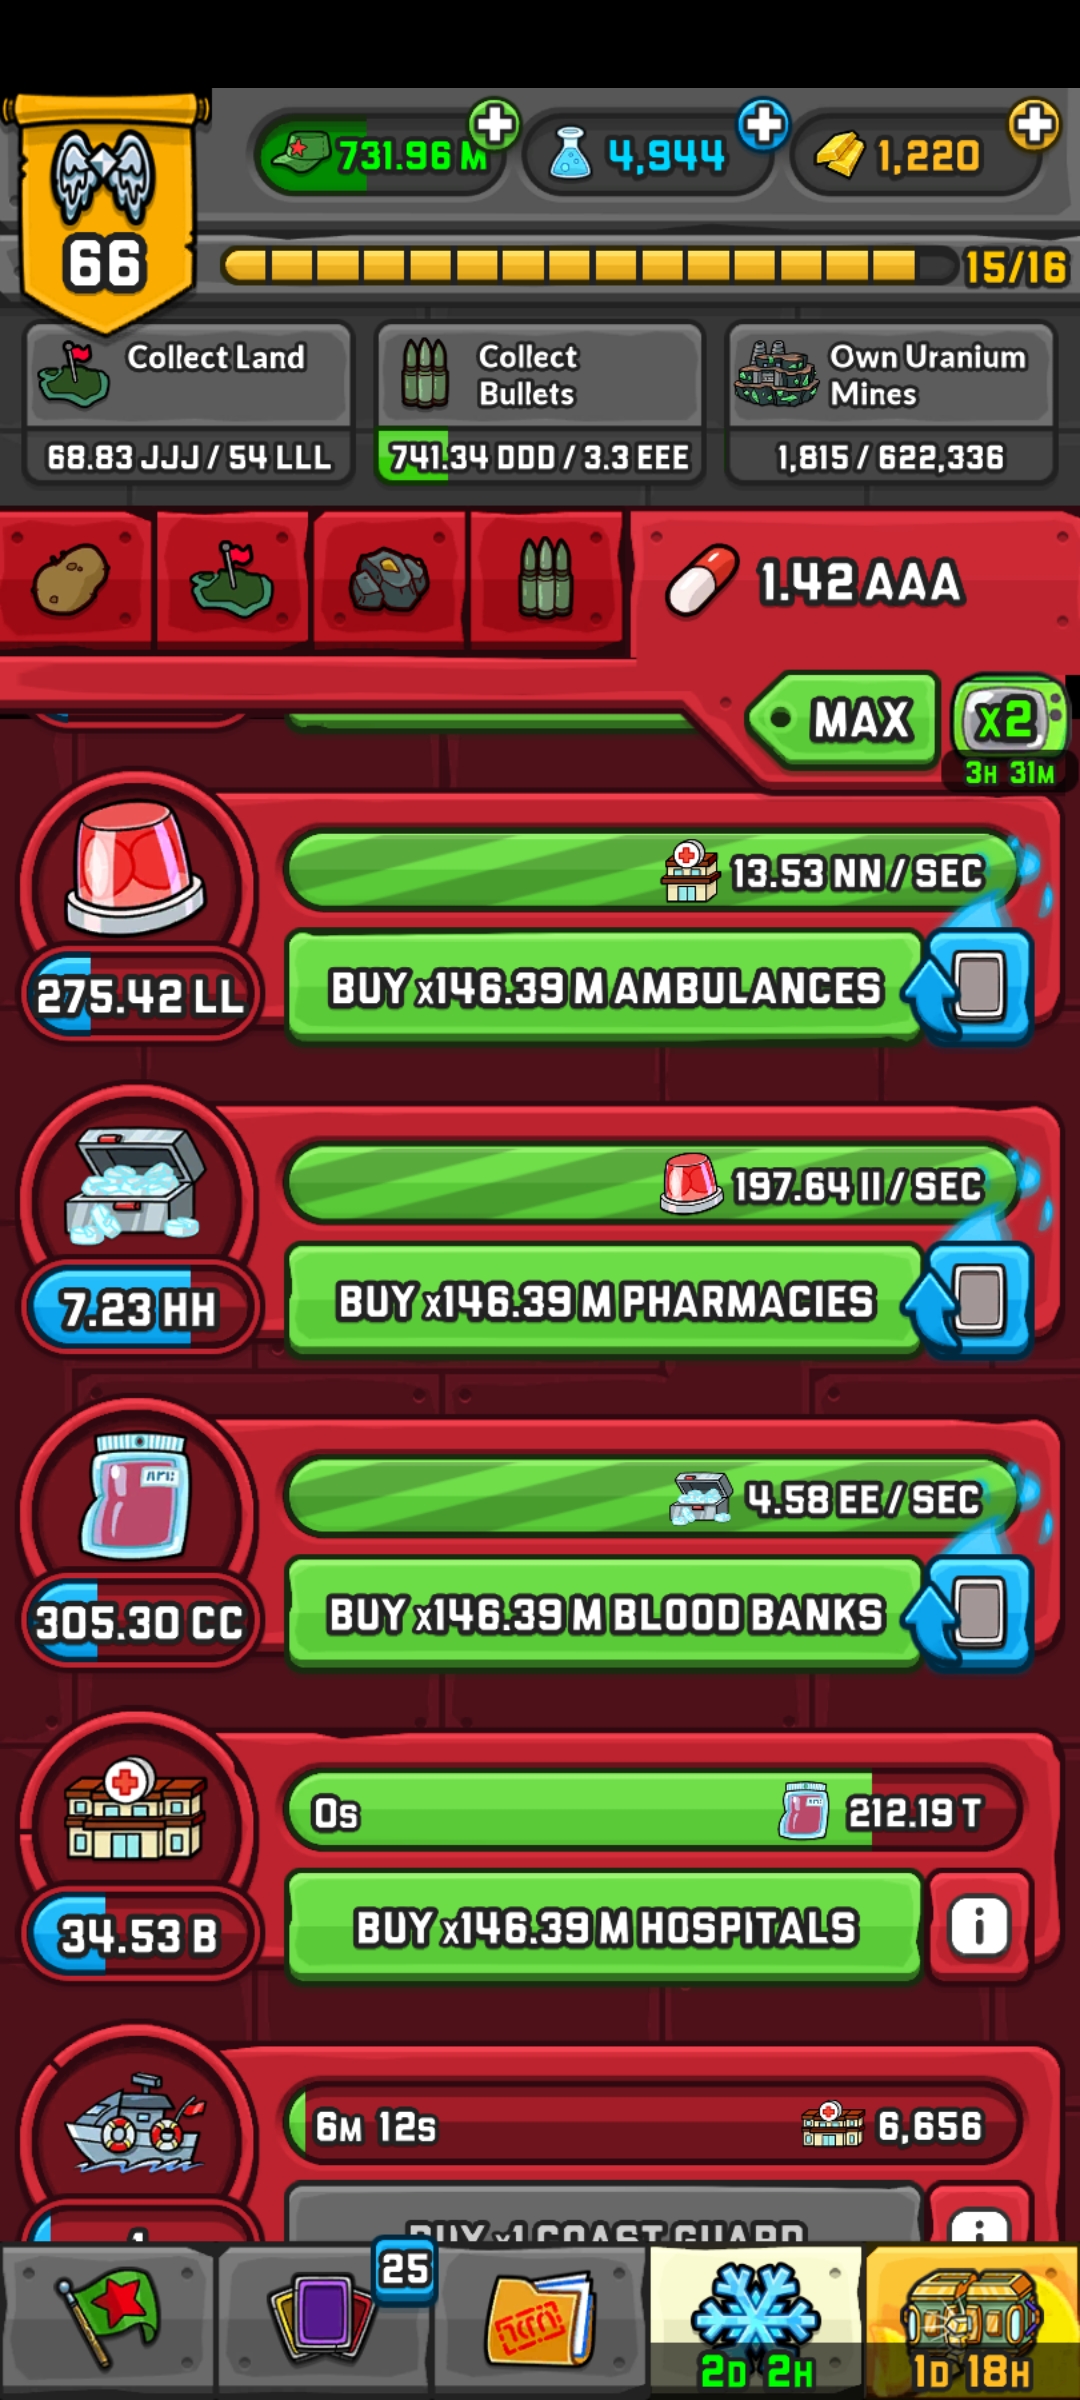 731.96 M
4,944
1,220
66
15/16
Collect Land
68.83 JJJ / 54 LLL
Collect
Bullets
741.34 DDD / 3.3 EEE
Own Uranium
Mines
1,815 / 622,336
1.42 AAA
MAX
x2
3H 31M
13.53 NN / SEC
275.42 LL
BUY x146.39 M AMBULANCES
197.64 II / SEC
7.23 HH
BUY x146.39 M PHARMACIES
4.58 EE / SEC
305.30 CC
BUY x146.39 M BLOOD BANKS
0s
212.19 T
34.53 B
BUY x146.39 M HOSPITALS
6M 12s
6,656
BUY x1 COAST GUARD
25
2D 2H
1D 18H